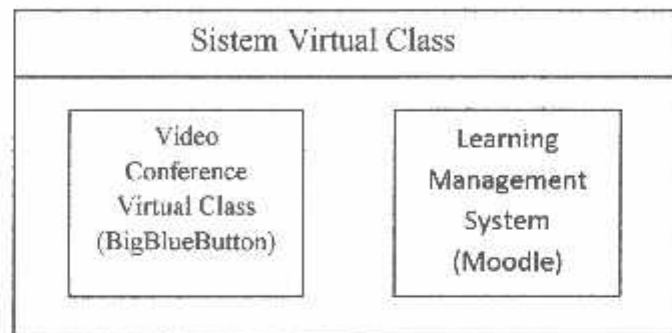 Sistem Virtual Class
Video
Conference
Virtual Class
(BigBlueButton)
Learning
Management
System
(Moodle)